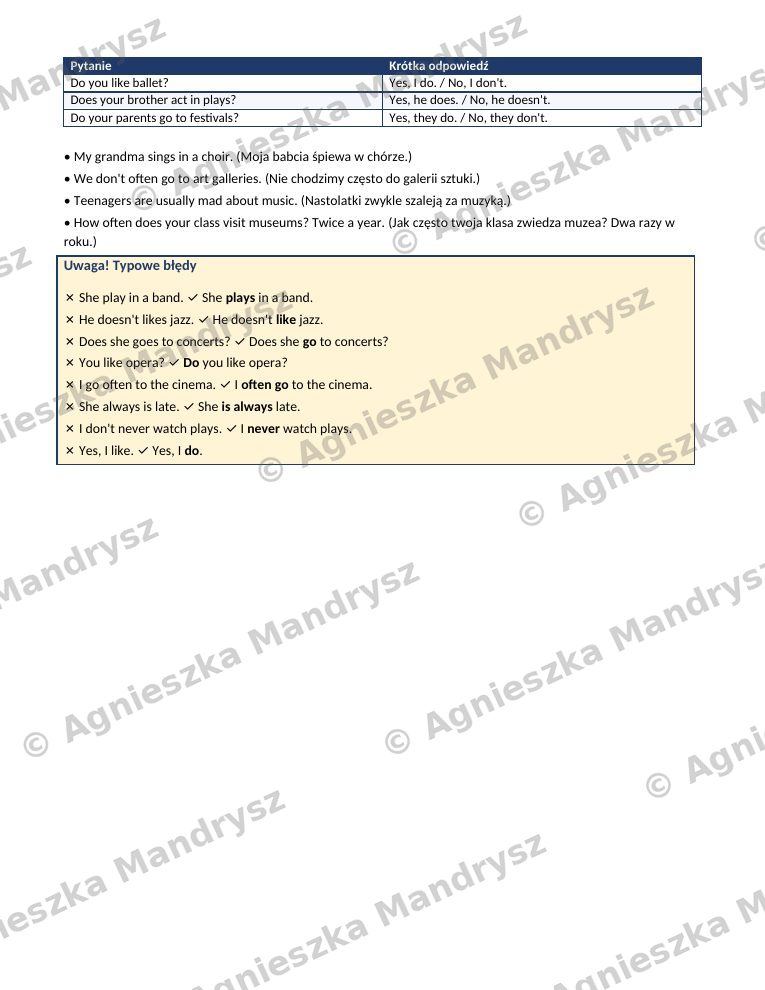 Pytanie Krótka odpowiedź
Do you like ballet? Yes, I do. / No, I don't.
Does your brother act in plays? Yes, he does. / No, he doesn't.
Do your parents go to festivals? Yes, they do. / No, they don't.
• My grandma sings in a choir. (Moja babcia śpiewa w chórze.)
• We don't often go to art galleries. (Nie chodzimy często do galerii sztuki.)
• Teenagers are usually mad about music. (Nastolatki zwykle szaleją za muzyką.)
• How often does your class visit museums? Twice a year. (Jak często twoja klasa zwiedza muzea? Dwa razy w
roku.)
Uwaga! Typowe błędy
✕ She play in a band. ✓ She plays in a band.
✕ He doesn't likes jazz. ✓ He doesn't like jazz.
✕ Does she goes to concerts? ✓ Does she go to concerts?
✕ You like opera? ✓ Do you like opera?
✕ I go often to the cinema. ✓ I often go to the cinema.
✕ She always is late. ✓ She is always late.
✕ I don't never watch plays. ✓ I never watch plays.
✕ Yes, I like. ✓ Yes, I do.
© Agnieszka Mandrysz